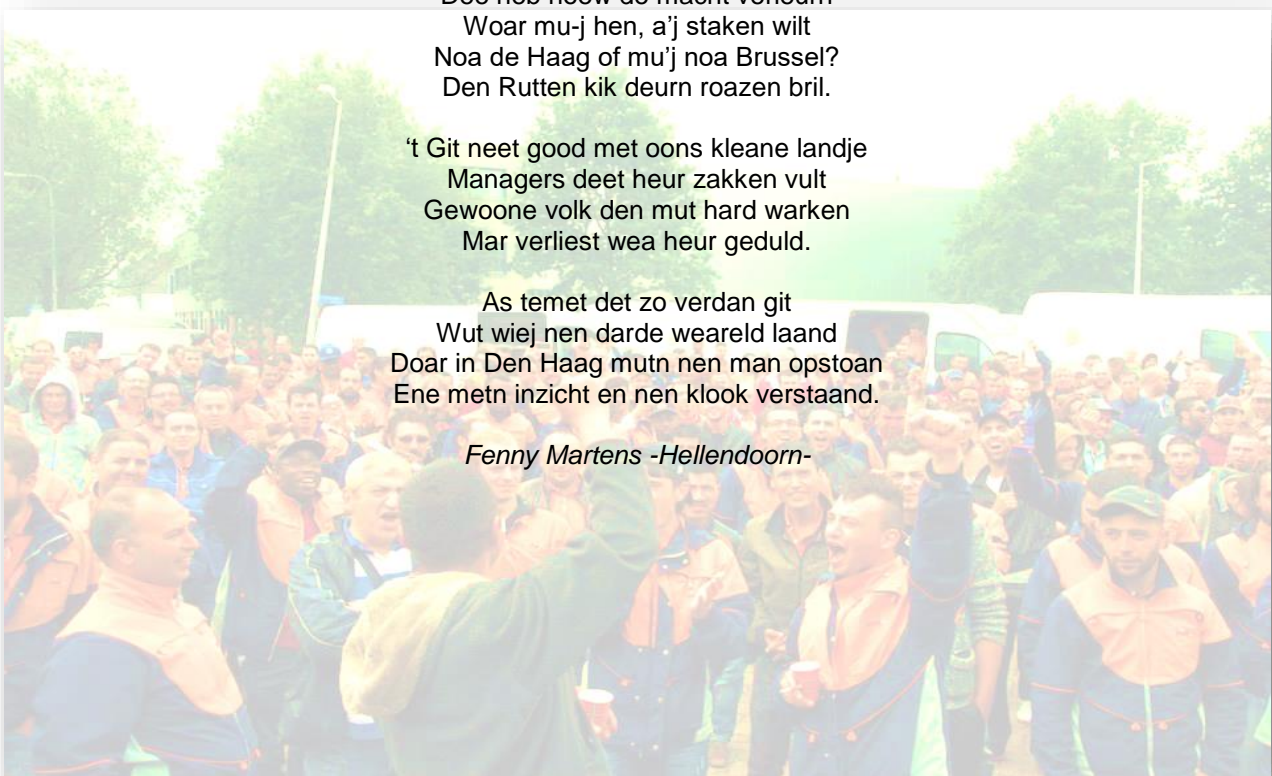 de macht
Woar mu-j hen, a’j staken wilt
Noa de Haag of mu’j noa Brussel?
Den Rutten kik deurn roazen bril.
‘t Git neet good met oons kleane landje
Managers deet heur zakken vult
Gewoone volk den mut hard warken
Mar verliest wea heur geduld.
As temet det zo verdan git
Wut wiej nen darde weareld laand
Doar in Den Haag mutn nen man opstoan
Ene metn inzicht en nen klook verstaand.
Fenny Martens -Hellendoorn-